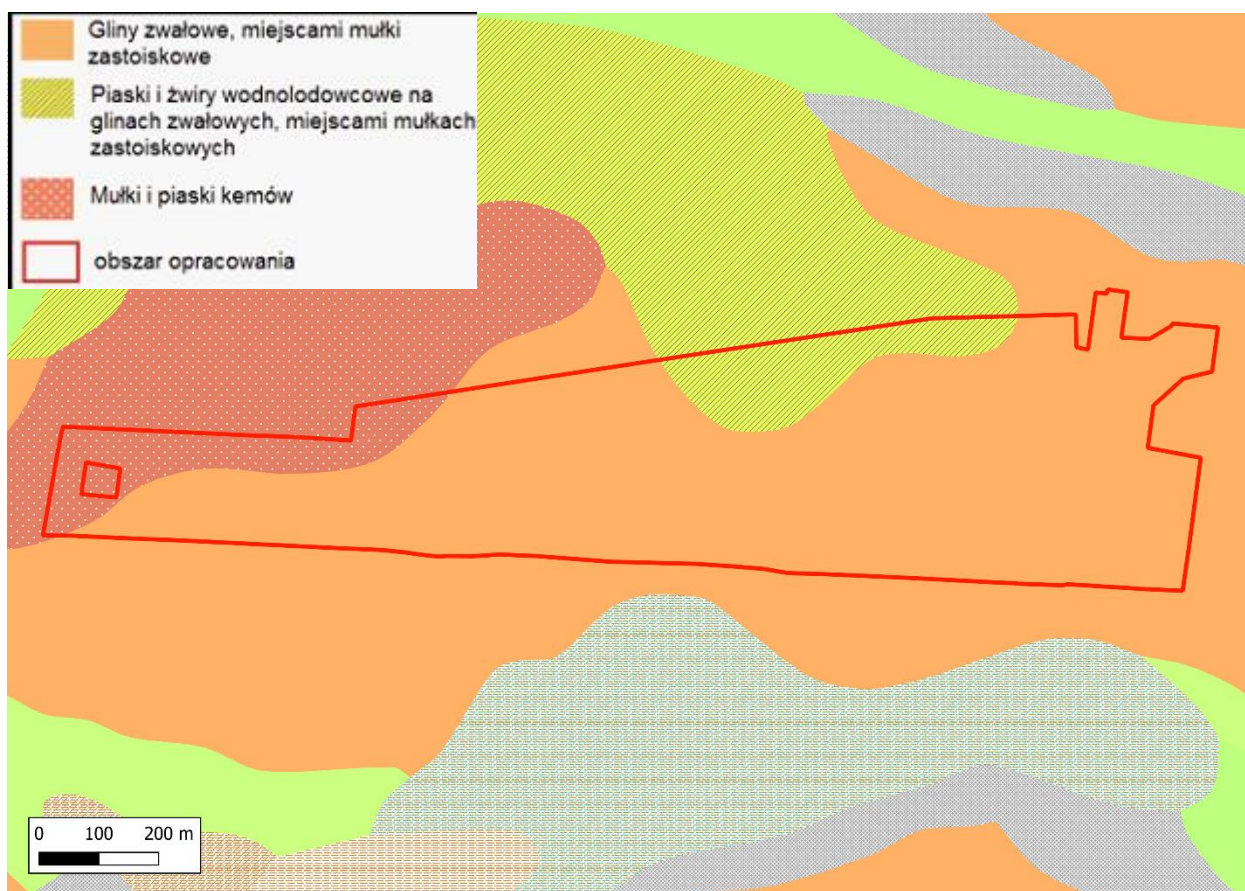 Gliny zwałowe, miejscami mułki
zastoiskowe
Piaski i żwiry wodnolodowcowe na
glinach zwałowych, miejscami mułkach
zastoiskowych
Mułki i piaski kemów
obszar opracowania
0 100 200 m